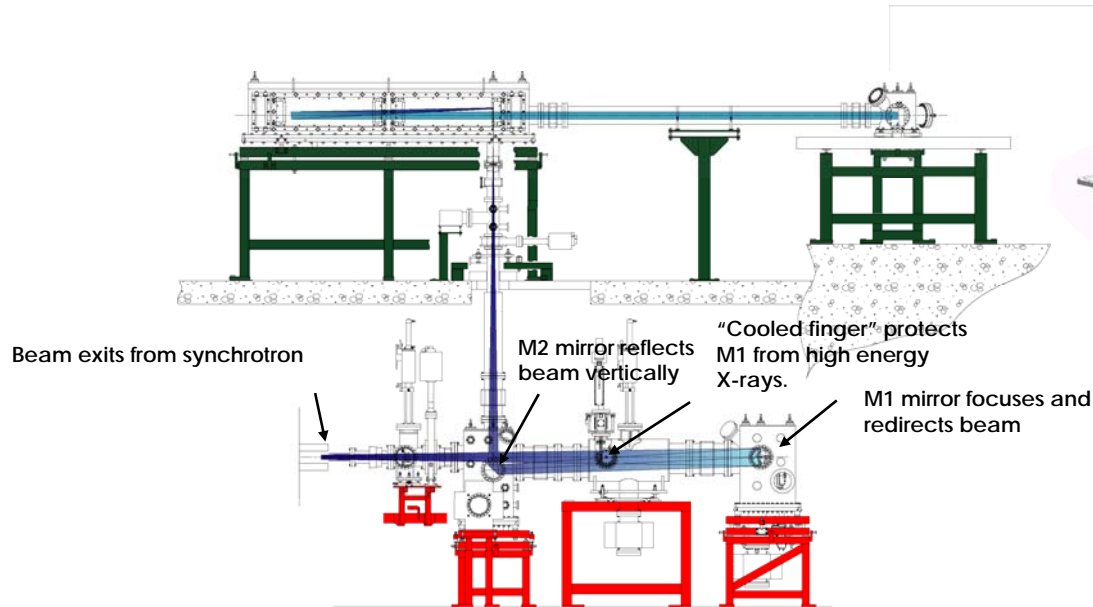 Beam exits from synchrotron
M2 mirror reflects
beam vertically
“Cooled finger” protects
M1 from high energy
X-rays.
M1 mirror focuses and
redirects beam